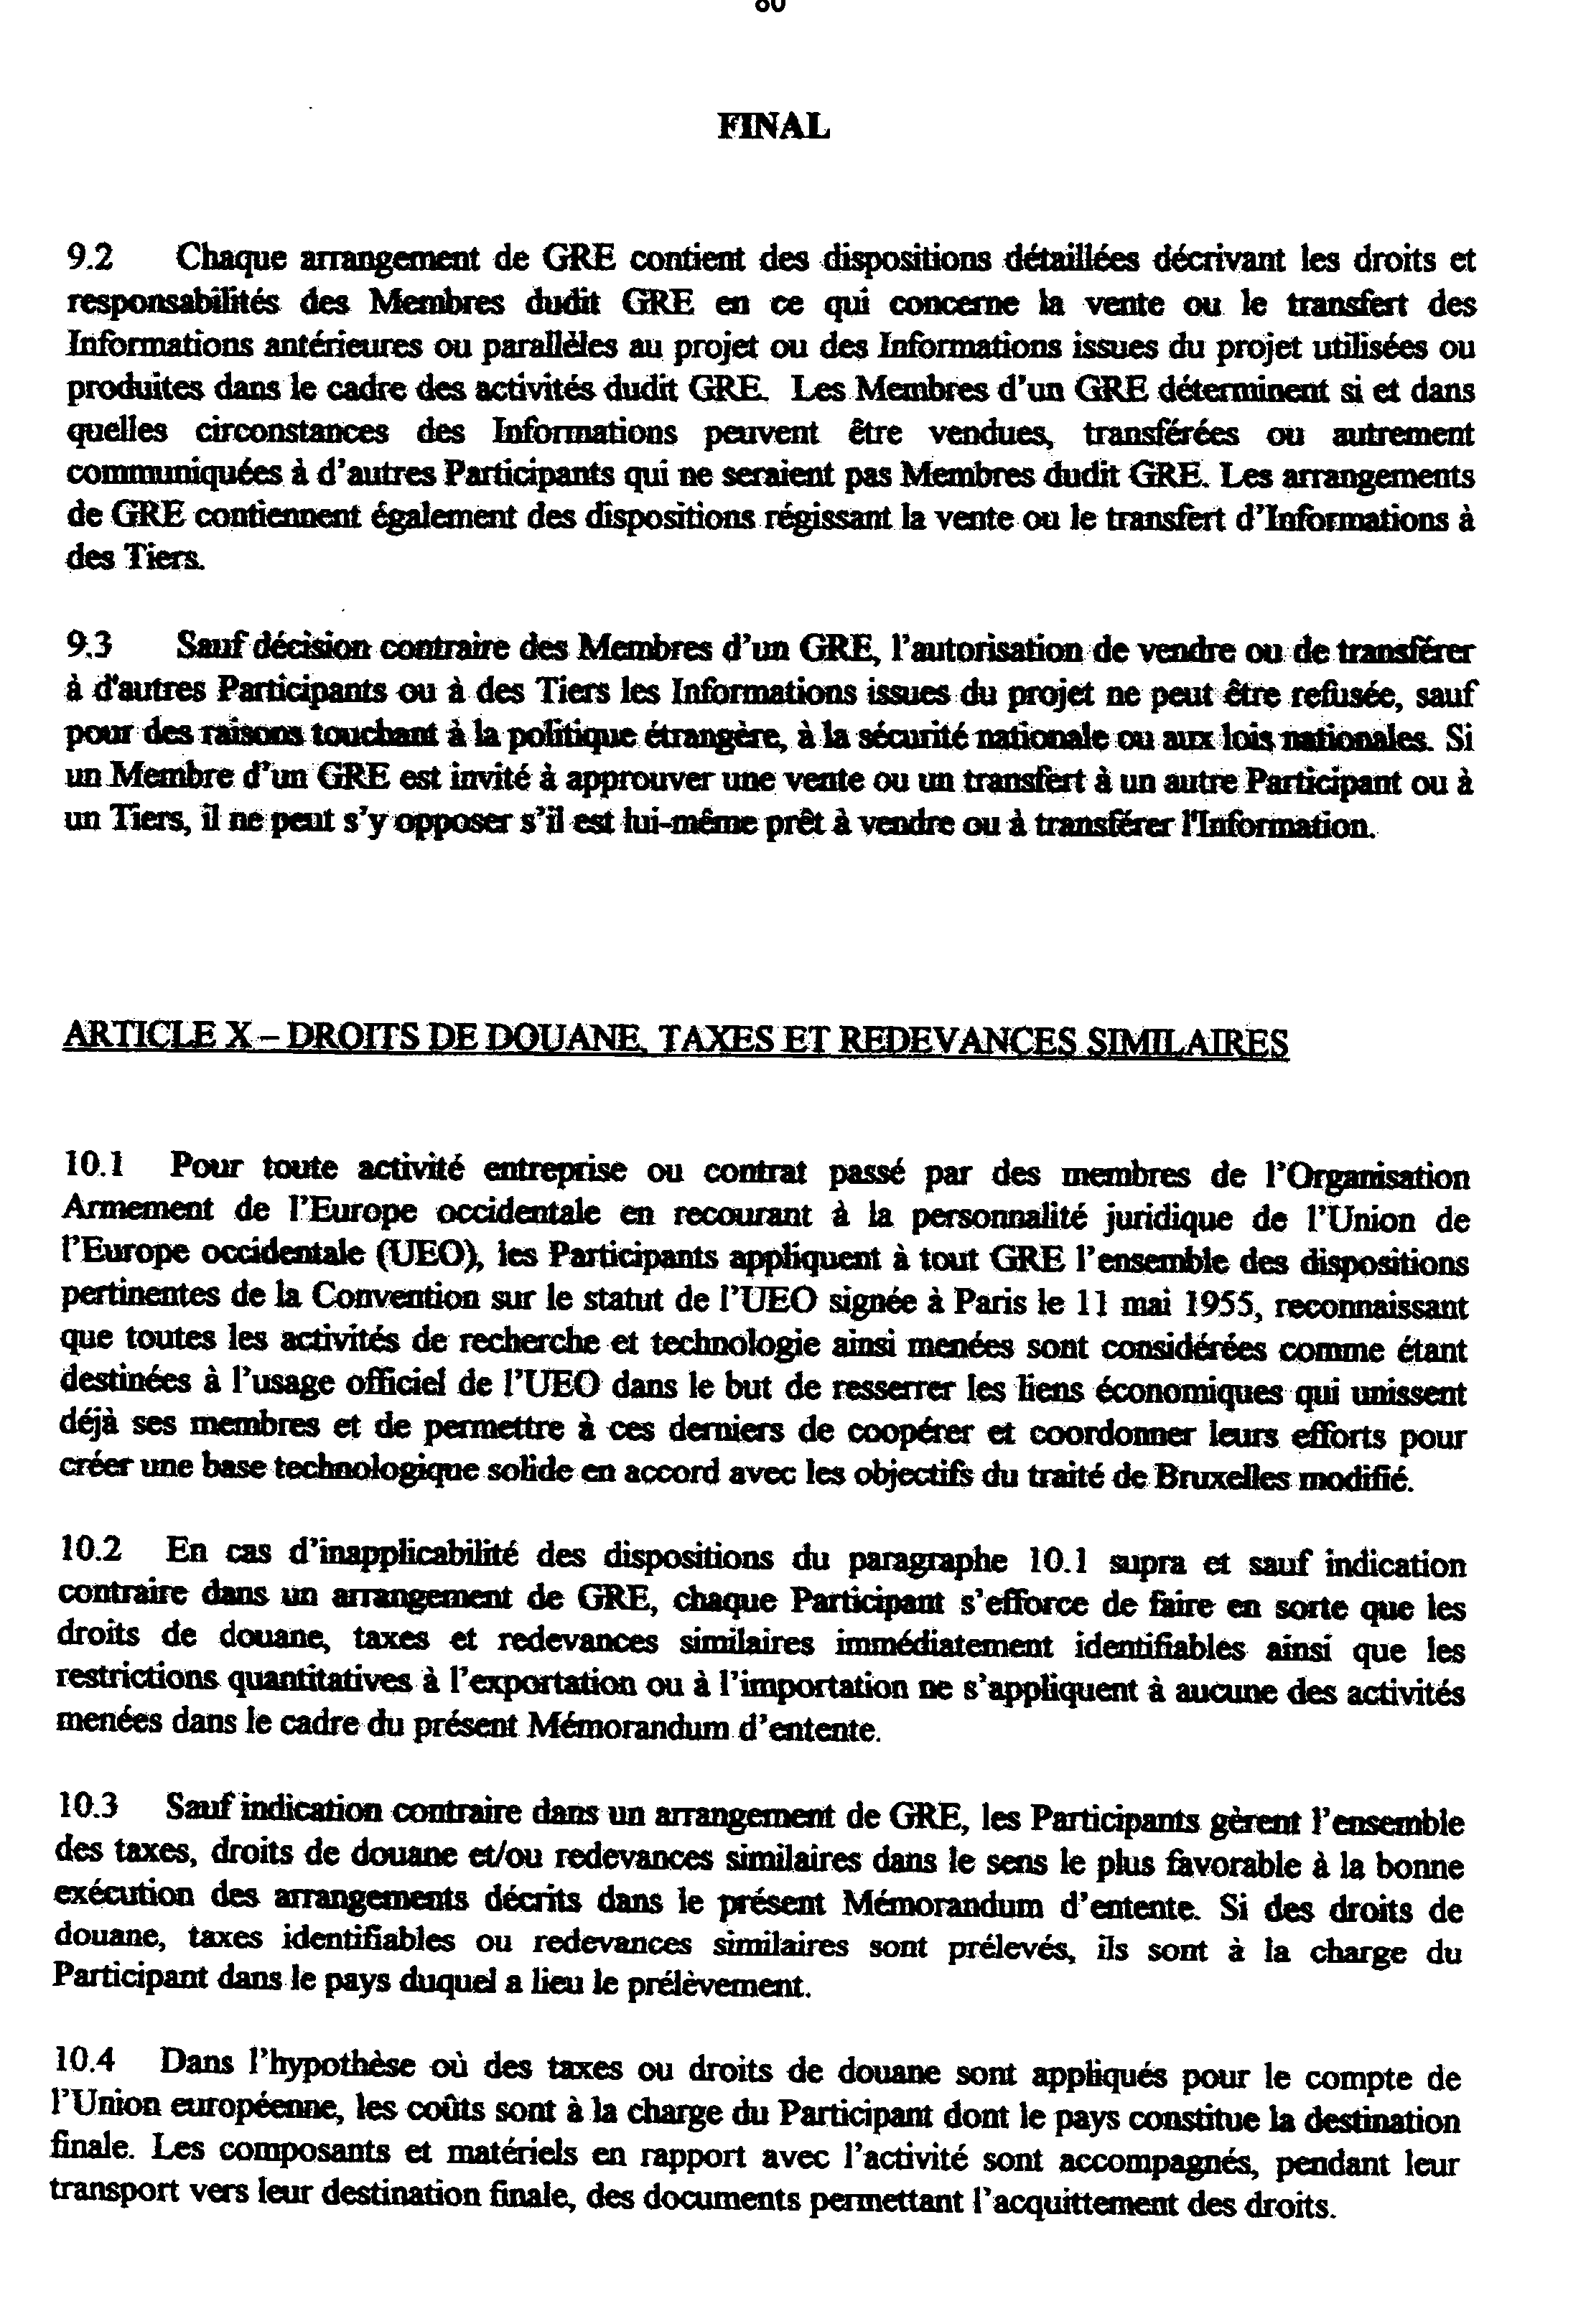 80
FINAL
9.2 Chaque arrangement de GRE contient des dispositions détaillées décrivant les droits et
responsabilités des Membres dudit GRE en ce qui concerne la vente ou le transfert des
Informations antérieures ou parallèles au projet ou des Informations issues du projet utilisées ou
produites dans le cadre des activités dudit GRE. Les Membres d'un GRE déterminent si et dans
quelles circonstances des Informations peuvent être vendues, transférées ou autrement
communiquées à d'autres Participants qui ne seraient pas Membres dudit GRE. Les arrangements
de GRE contiennent également des dispositions régissant la vente ou le transfert d'Informations à
des Tiers.
9.3 Sauf décision contraire des Membres d'un GRE, l'autorisation de vendre ou de transférer
à d'autres Participants ou à des Tiers les Informations issues du projet ne peut être refusée, sauf
pour des raisons touchant à la politique étrangère, à la sécurité nationale ou aux lois nationales. Si
un Membre d'un GRE est invité à approuver une vente ou un transfert à un autre Participant ou à
un Tiers, il ne peut s'y opposer s'il est lui-même prêt à vendre ou à transférer l'Information.
ARTICLE X – DROITS DE DOUANE, TAXES ET REDEVANCES SIMILAIRES
10.1 Pour toute activité entreprise ou contrat passé par des membres de l'Organisation
Armement de l'Europe occidentale en recourant à la personnalité juridique de l'Union de
l'Europe occidentale (UEO), les Participants appliquent à tout GRE l'ensemble des dispositions
pertinentes de la Convention sur le statut de l'UEO signée à Paris le 11 mai 1955, reconnaissant
que toutes les activités de recherche et technologie ainsi menées sont considérées comme étant
destinées à l'usage officiel de l'UEO dans le but de resserrer les liens économiques qui unissent
déjà ses membres et de permettre à ces derniers de coopérer et coordonner leurs efforts pour
créer une base technologique solide en accord avec les objectifs du traité de Bruxelles modifié.
10.2 En cas d'inapplicabilité des dispositions du paragraphe 10.1 supra et sauf indication
contraire dans un arrangement de GRE, chaque Participant s'efforce de faire en sorte que les
droits de douane, taxes et redevances similaires immédiatement identifiables ainsi que les
restrictions quantitatives à l'exportation ou à l'importation ne s'appliquent à aucune des activités
menées dans le cadre du présent Mémorandum d'entente.
10.3 Sauf indication contraire dans un arrangement de GRE, les Participants gèrent l'ensemble
des taxes, droits de douane et/ou redevances similaires dans le sens le plus favorable à la bonne
exécution des arrangements décrits dans le présent Mémorandum d'entente. Si des droits de
douane, taxes identifiables ou redevances similaires sont prélevés, ils sont à la charge du
Participant dans le pays duquel a lieu le prélèvement.
10.4 Dans l'hypothèse où des taxes ou droits de douane sont appliqués pour le compte de
l'Union européenne, les coûts sont à la charge du Participant dont le pays constitue la destination
finale. Les composants et matériels en rapport avec l'activité sont accompagnés, pendant leur
transport vers leur destination finale, des documents permettant l'acquittement des droits.